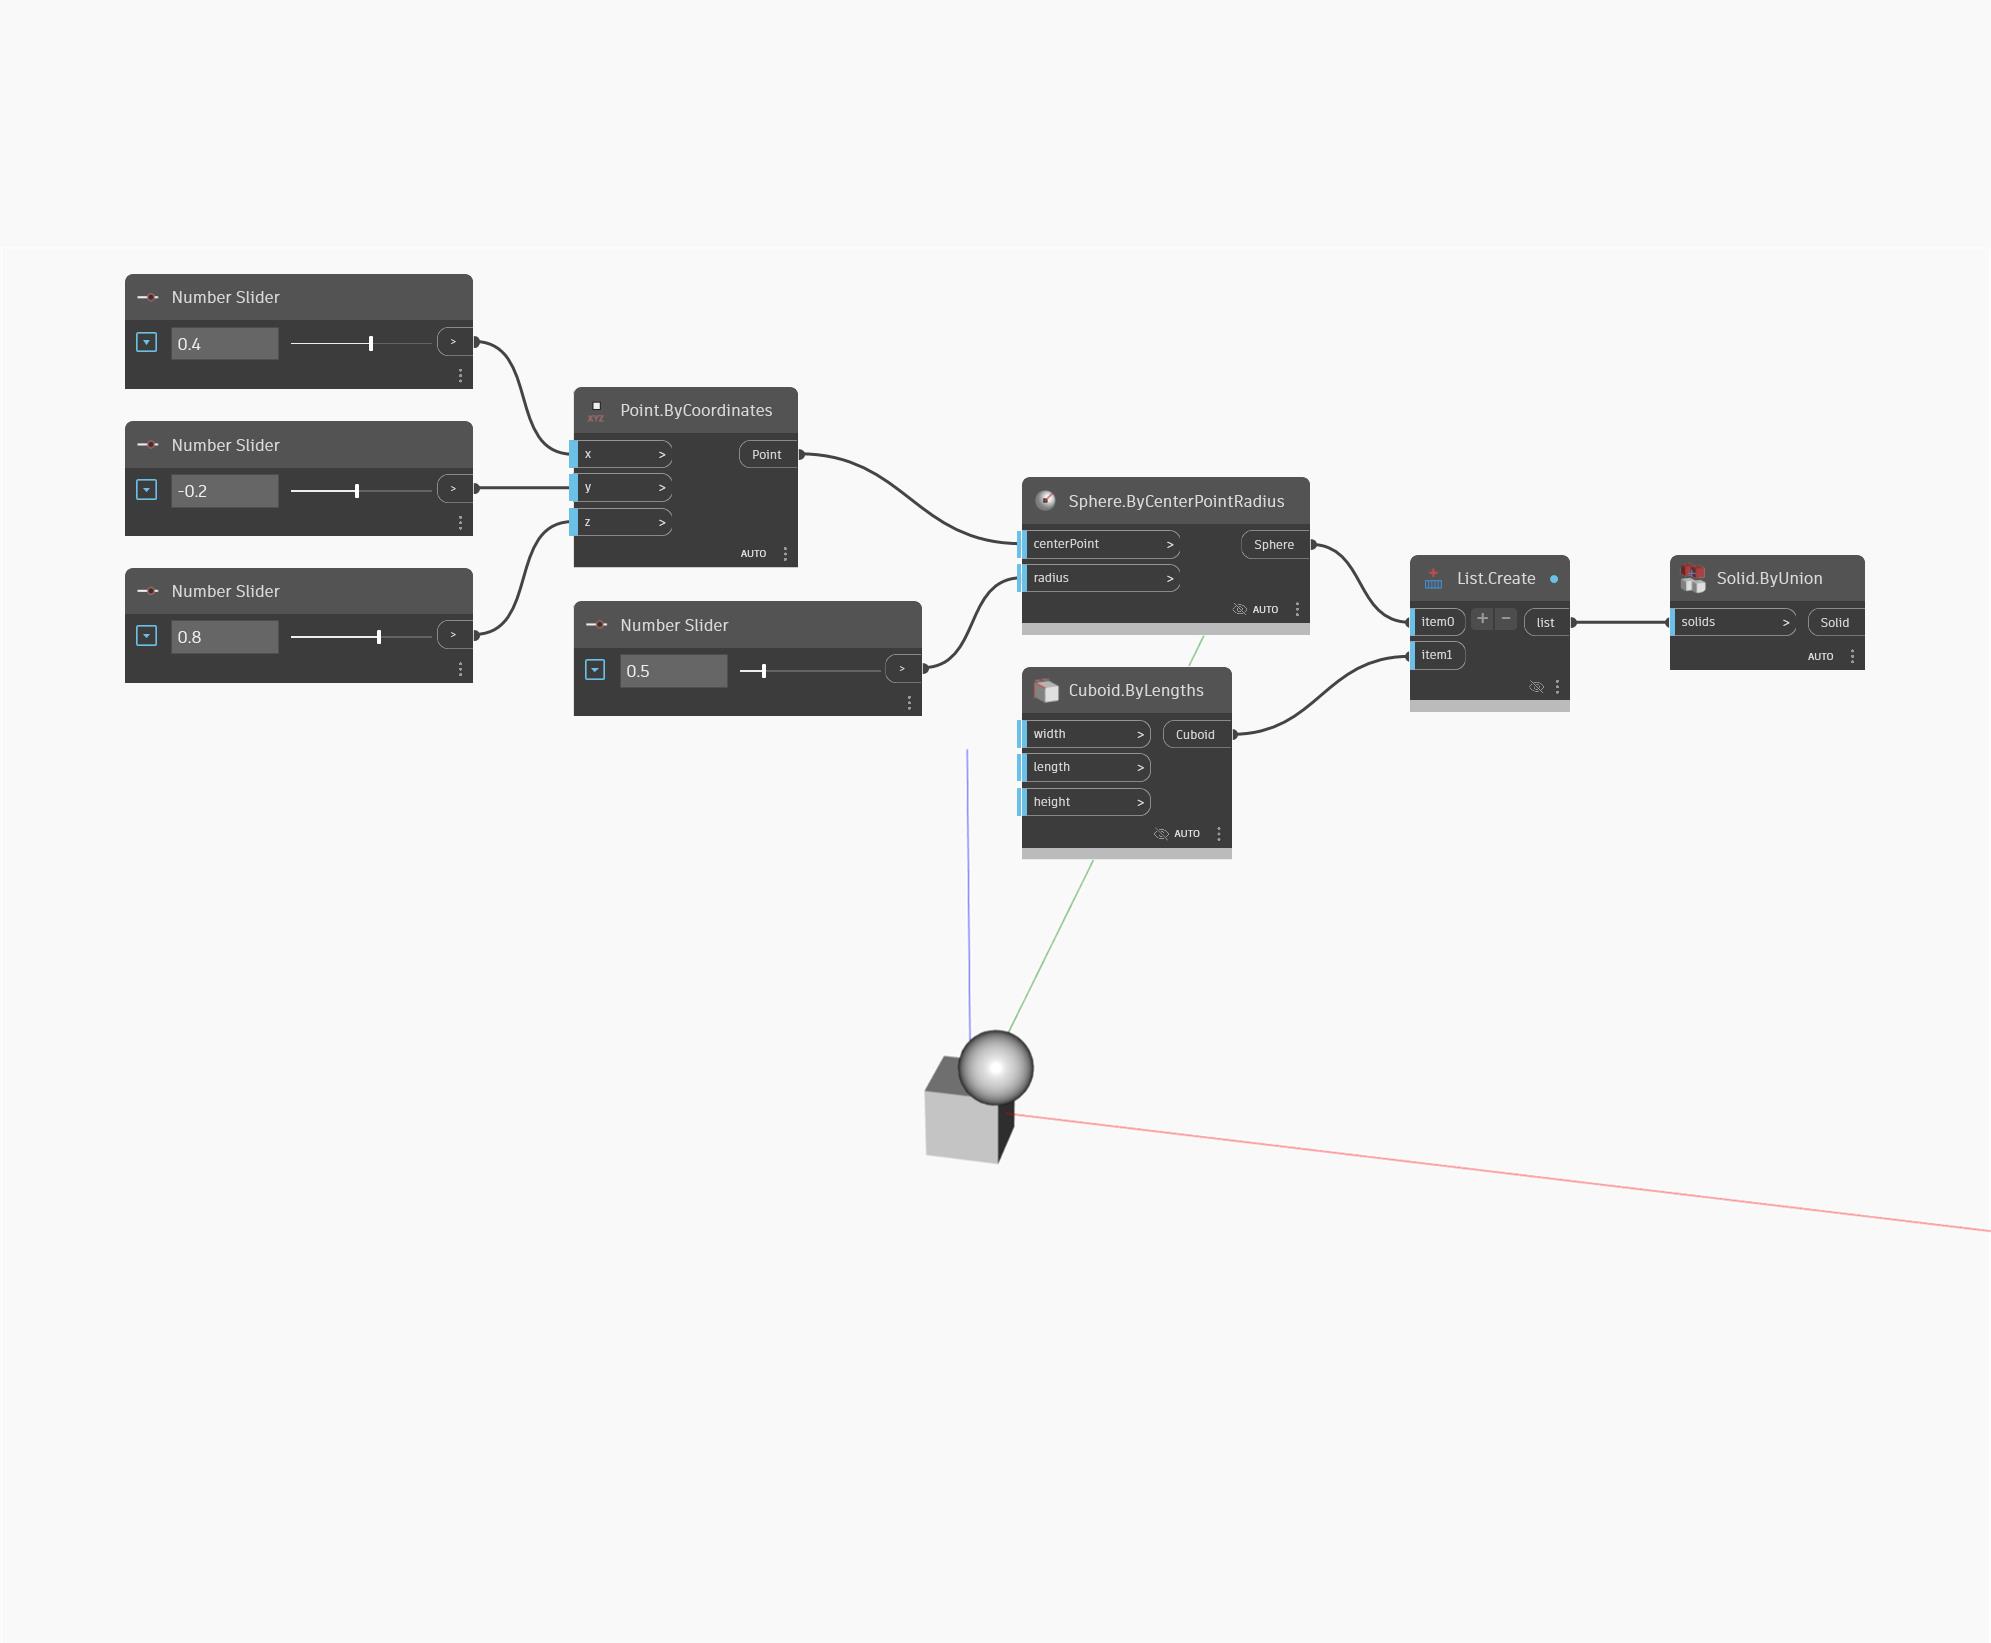 Number Slider
0.4
>
Number Slider
-0.2
>
Number Slider
0.8
>
XYZ
Point.ByCoordinates
x > Point
y >
z >
AUTO
Number Slider
0.5
>
Sphere.ByCenterPointRadius
centerPoint > Sphere
radius >
AUTO
Cuboid.ByLengths
width > Cuboid
length >
height >
AUTO
List.Create
item0 + - list
item1
Solid.ByUnion
solids > Solid
AUTO